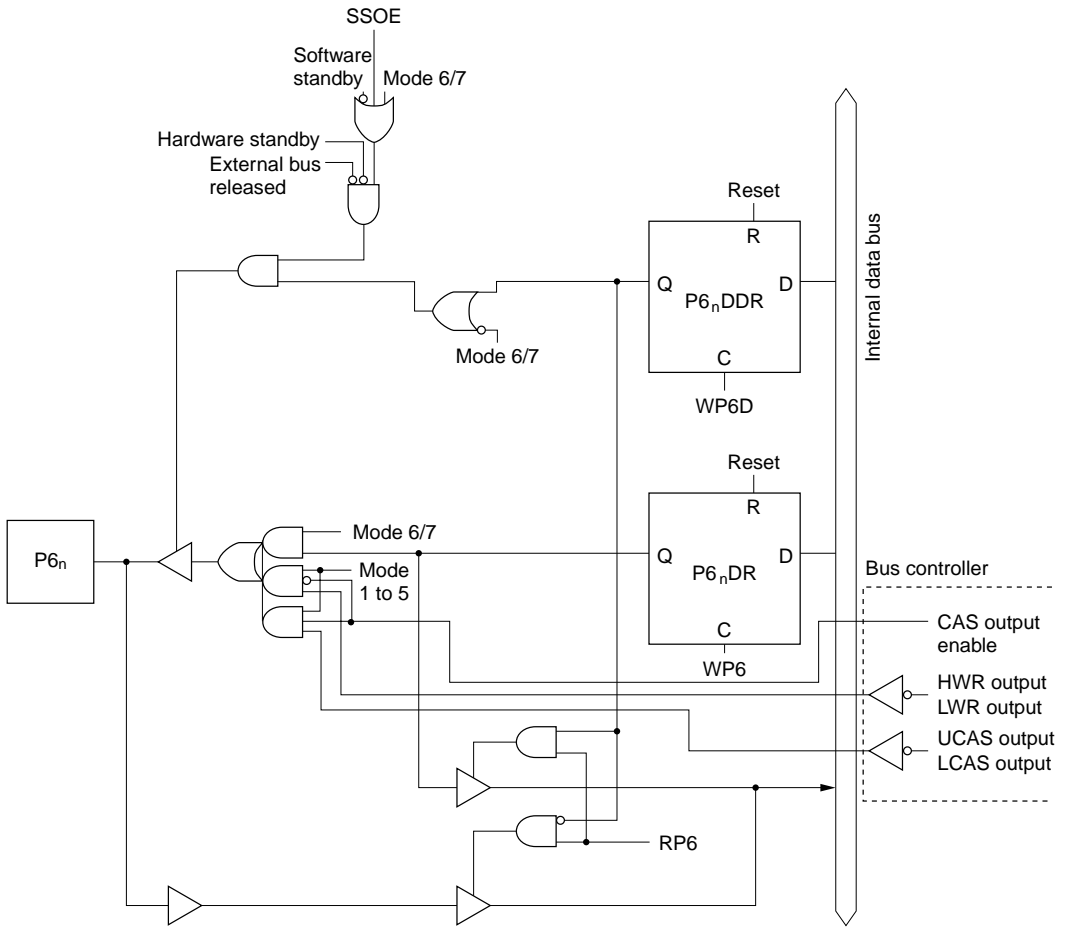 SSOE
Software
standby
Mode 6/7
Hardware standby
External bus
released
Reset
R
Q
D
P6nDDR
C
WP6D
Mode 6/7
Internal data bus
Reset
R
Q
D
P6nDR
C
WP6
P6n
Mode 6/7
Mode
1 to 5
Bus controller
CAS output
enable
HWR output
LWR output
UCAS output
LCAS output
RP6